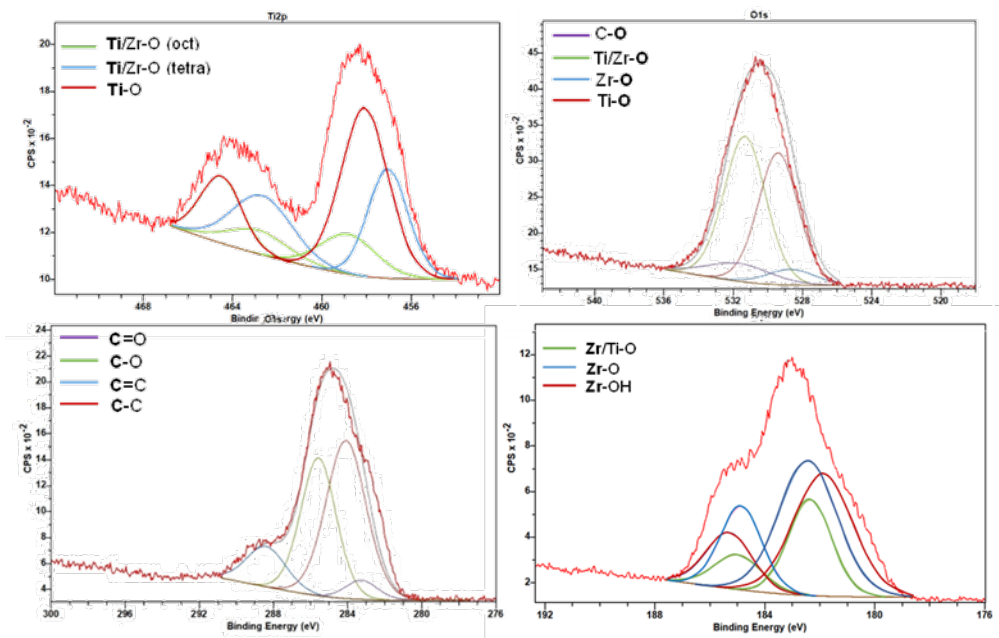 Ti2p
Ti/Zr-O (oct)
Ti/Zr-O (tetra)
Ti-O
CPS x 10⁻²
20
18
16
14
12
10
468
463
460
456
Binding Energy (eV)
O1s
C-O
Ti/Zr-O
Zr-O
Ti-O
CPS x 10⁻²
45
40
35
30
25
20
15
540
536
532
528
524
520
Binding Energy (eV)
C=O
C-O
C=C
C-C
CPS x 10⁻²
24
22
20
18
16
14
12
10
8
6
4
300
296
292
288
284
280
276
Binding Energy (eV)
Zr/Ti-O
Zr-O
Zr-OH
CPS x 10⁻²
12
10
8
6
4
2
192
188
184
180
176
Binding Energy (eV)